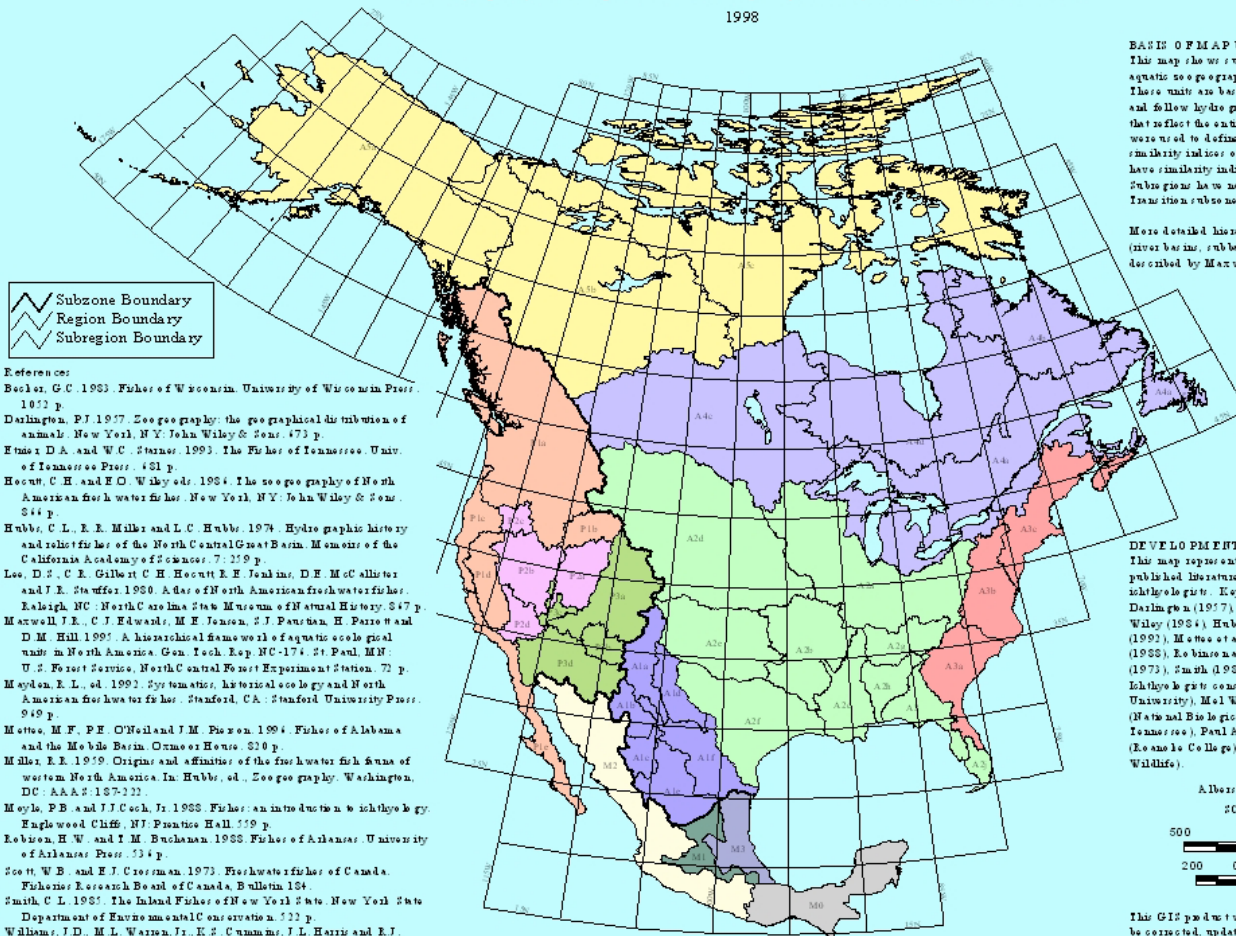 1998
Subzone Boundary
Region Boundary
Subregion Boundary
References
Becker, G.C. 1983. Fishes of Wisconsin. University of Wisconsin Press.
1052 p.
Darlington, P.J. 1957. Zoogeography: the geographical distribution of
animals. New York, NY: John Wiley & Sons. 673 p.
Etnier D.A. and W.C. Starnes. 1993. The Fishes of Tennessee. Univ.
of Tennessee Press. 681 p.
Hocutt, C.H. and E.O. Wiley eds. 1986. The zoogeography of North
American freshwater fishes. New York, NY: John Wiley & Sons.
866 p.
Hubbs, C.L., R.R. Miller and L.C. Hubbs. 1974. Hydrographic history
and relict fishes of the North Central Great Basin. Memoirs of the
California Academy of Sciences. 7: 259 p.
Lee, D.S., C.R. Gilbert C.H. Hocutt R.E. Jenkins, D.E. McCallister
and J.R. Stauffer. 1980. Atlas of North American freshwater fishes.
Raleigh, NC: North Carolina State Museum of Natural History. 867 p.
Maxwell, J.R., C.J. Edwards, M.E. Jensen, S.J. Paustian, H. Parrott and
D.M. Hill. 1995. A hierarchical framework of aquatic ecological
units in North America. Gen. Tech. Rep. NC-176. St. Paul, MN:
U.S. Forest Service, North Central Forest Experiment Station. 72 p.
Mayden, R.L., ed. 1992. Systematics, historical ecology and North
American freshwater fishes. Stanford, CA: Stanford University Press.
969 p.
Mettee, M.F, P.E. O'Neil and J.M. Pierson. 1996. Fishes of Alabama
and the Mobile Basin. Oxmoor House. 820 p.
Miller, R.R. 1959. Origins and affinities of the freshwater fish fauna of
western North America. In: Hubbs, ed., Zoogeography. Washington,
DC: AAAS: 187-222.
Moyle, P.B. and J.J. Cech, Jr. 1988. Fishes: an introduction to ichthyology.
Englewood Cliffs, NJ: Prentice Hall. 559 p.
Robison, H.W. and T.M. Buchanan. 1988. Fishes of Arkansas. University
of Arkansas Press. 536 p.
Scott, W.B. and E.J. Crossman. 1973. Freshwater fishes of Canada.
Fisheries Research Board of Canada, Bulletin 184.
Smith, C.L. 1985. The Inland Fishes of New York State. New York State
Department of Environmental Conservation. 522 p.
Williams, J.D., M.L. Warren, Jr., K.S. Cummins, J.L. Harris and R.J.
A5b
A5c
A4c
A4d
P1a
P1b
P1c
P1d
P2b
P2d
P3a
P3d
A2d
A2c
A2b
A2f
A3c
A3b
A3a
A1a
A1b
A1d
A1f
M2
M1
M3
M6
BASIS OF MAP
This map shows
aquatic zoogeograp
These units are bas
and follow hydrogr
that reflect the enti
were used to define
similarity indices o
have similarity indi
Subregions have
Transition subzone
More detailed hiera
(river basins, subba
described by Maxw
DEVELOPMENT
This map represent
published literature
ichthyologists. Key
Darlington (1957),
Wiley (1986), Hub
(1992), Mettee et a
(1988), Robinson a
(1973), Smith (198
Ichthyologists cons
University), Mel W
(National Biologic
Tennessee), Paul A
(Roanoke College)
Wildlife).
Albers
500
200 0
This GIS product
be corrected, updat